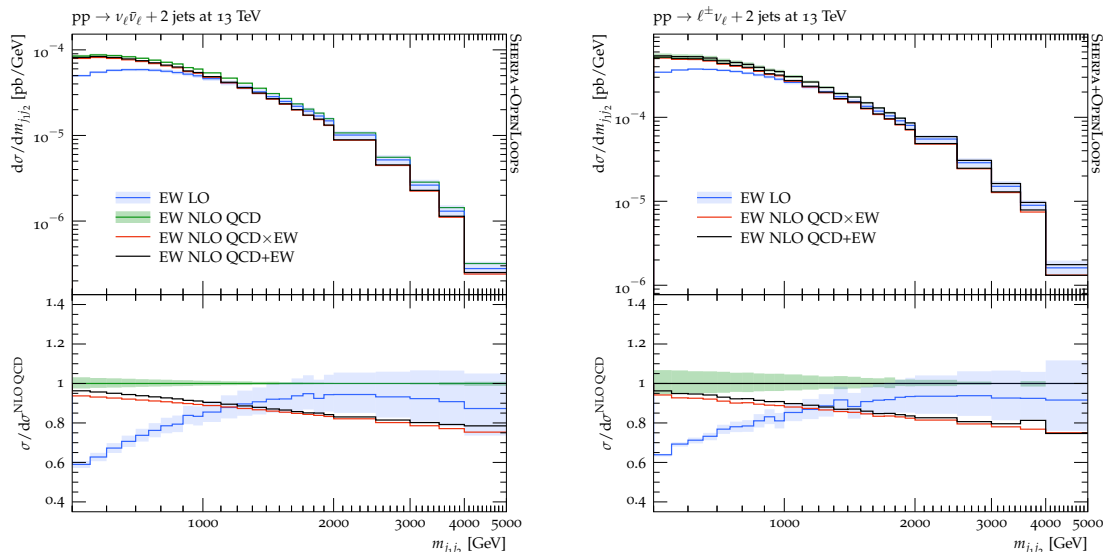 pp → νℓν̄ℓ + 2 jets at 13 TeV
SHERPA+OPENLOOPS
dσ/dm_{j1j2} [pb/GeV]
10^{-4}
10^{-5}
10^{-6}
EW LO
EW NLO QCD
EW NLO QCD×EW
EW NLO QCD+EW
σ/dσ^{NLO QCD}
1.4
1.2
1
0.8
0.6
0.4
1000 2000 3000 4000 5000
m_{j1j2} [GeV]
pp → ℓ^±νℓ + 2 jets at 13 TeV
SHERPA+OPENLOOPS
dσ/dm_{j1j2} [pb/GeV]
10^{-4}
10^{-5}
10^{-6}
EW LO
EW NLO QCD×EW
EW NLO QCD+EW
σ/dσ^{NLO QCD}
1.4
1.2
1
0.8
0.6
0.4
1000 2000 3000 4000 5000
m_{j1j2} [GeV]